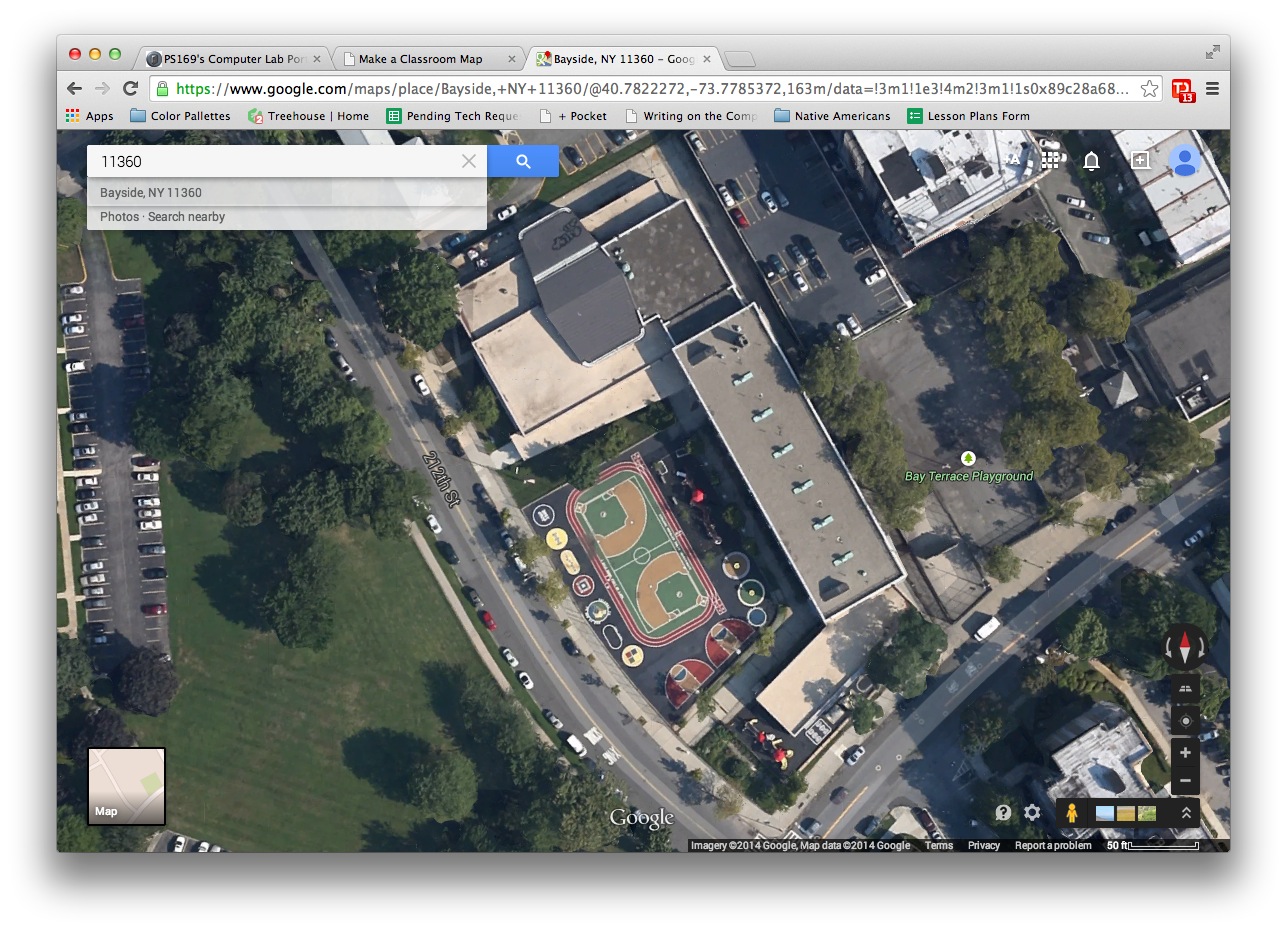 PS169's Computer Lab Por
Make a Classroom Map
Bayside, NY 11360 – Goog
https://www.google.com/maps/place/Bayside,+NY+11360/@40.7822272,-73.7785372,163m/data=!3m1!1e3!4m2!3m1!1s0x89c28a68...
13
Apps
Color Pallettes
Treehouse | Home
Pending Tech Reque
+ Pocket
Writing on the Comp
Native Americans
Lesson Plans Form
11360
Bayside, NY 11360
Photos · Search nearby
A
212th St
Bay Terrace Playground
Map
Google
Imagery ©2014 Google, Map data ©2014 Google Terms Privacy Report a problem 50 ft